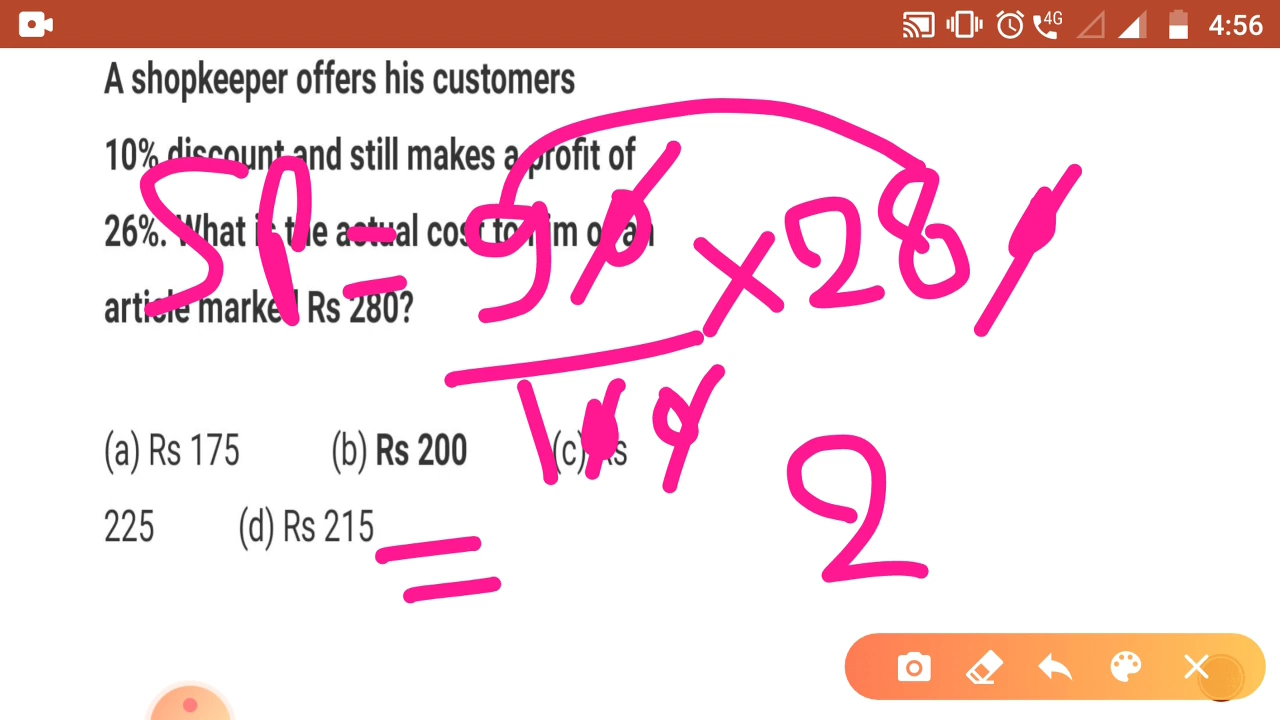 4G 4:56
A shopkeeper offers his customers
10% discount and still makes a profit of
26%. What is the actual cost to him of an
article marked Rs 280?
SP = 90 × 280
100
(a) Rs 175 (b) Rs 200 (c) Rs
225 (d) Rs 215
= 2